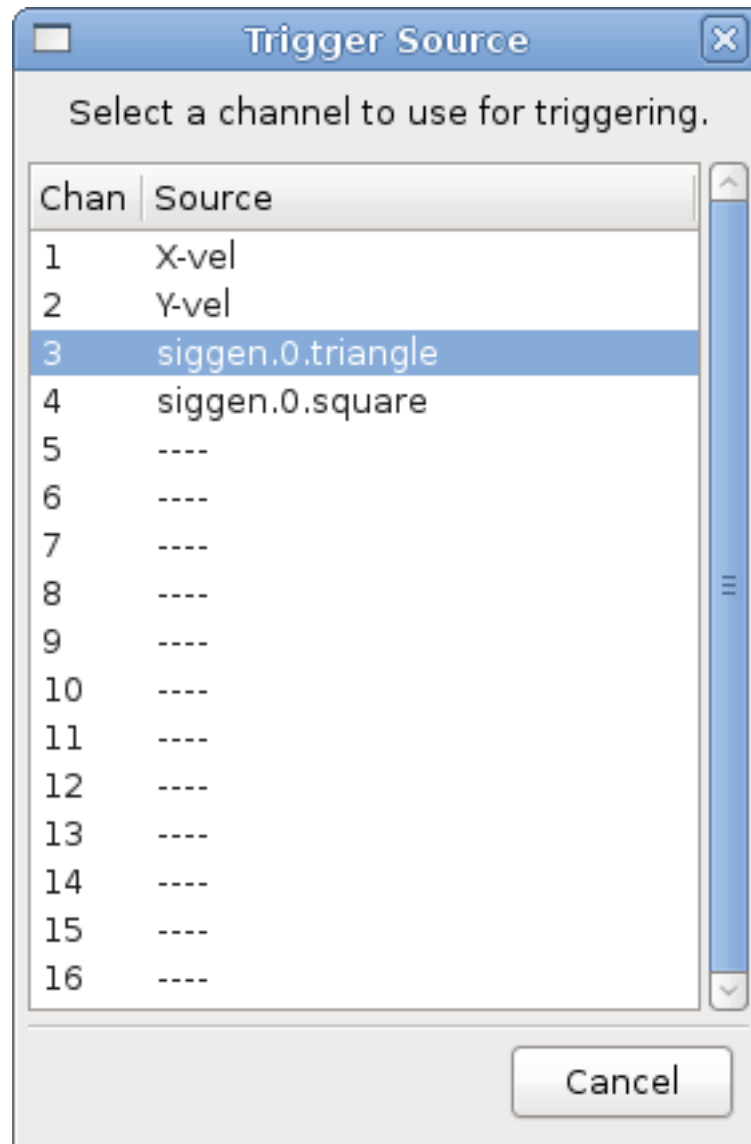 Trigger Source
Select a channel to use for triggering.
Chan Source
1 X-vel
2 Y-vel
3 siggen.0.triangle
4 siggen.0.square
5 ----
6 ----
7 ----
8 ----
9 ----
10 ----
11 ----
12 ----
13 ----
14 ----
15 ----
16 ----
Cancel